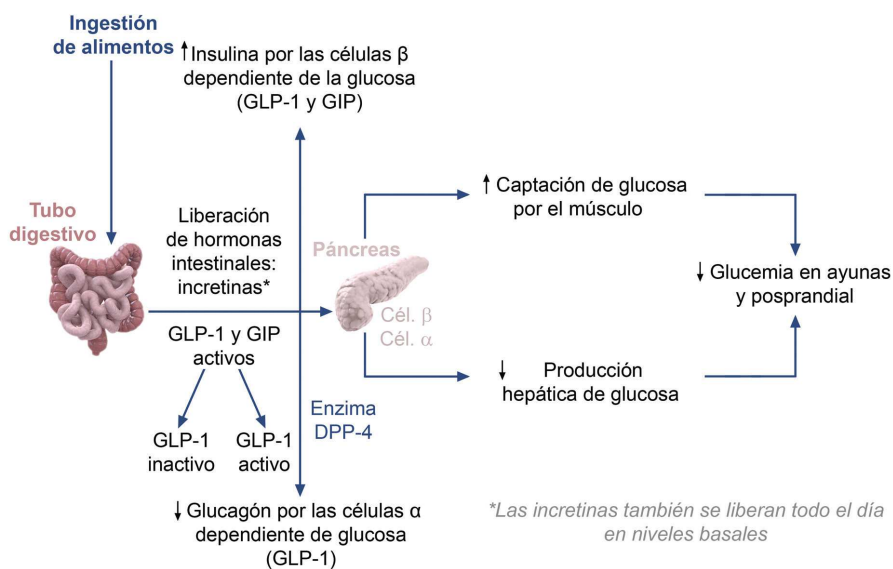 Ingestión
de alimentos
↑ Insulina por las células β
dependiente de la glucosa
(GLP-1 y GIP)
Tubo
digestivo
Liberación
de hormonas
intestinales:
incretinas*
Páncreas
Cél. β
Cél. α
↑ Captación de glucosa
por el músculo
↓ Glucemia en ayunas
y posprandial
GLP-1 y GIP
activos
↓ Producción
hepática de glucosa
GLP-1
inactivo
GLP-1
activo
Enzima
DPP-4
↓ Glucagón por las células α
dependiente de glucosa
(GLP-1)
*Las incretinas también se liberan todo el día
en niveles basales